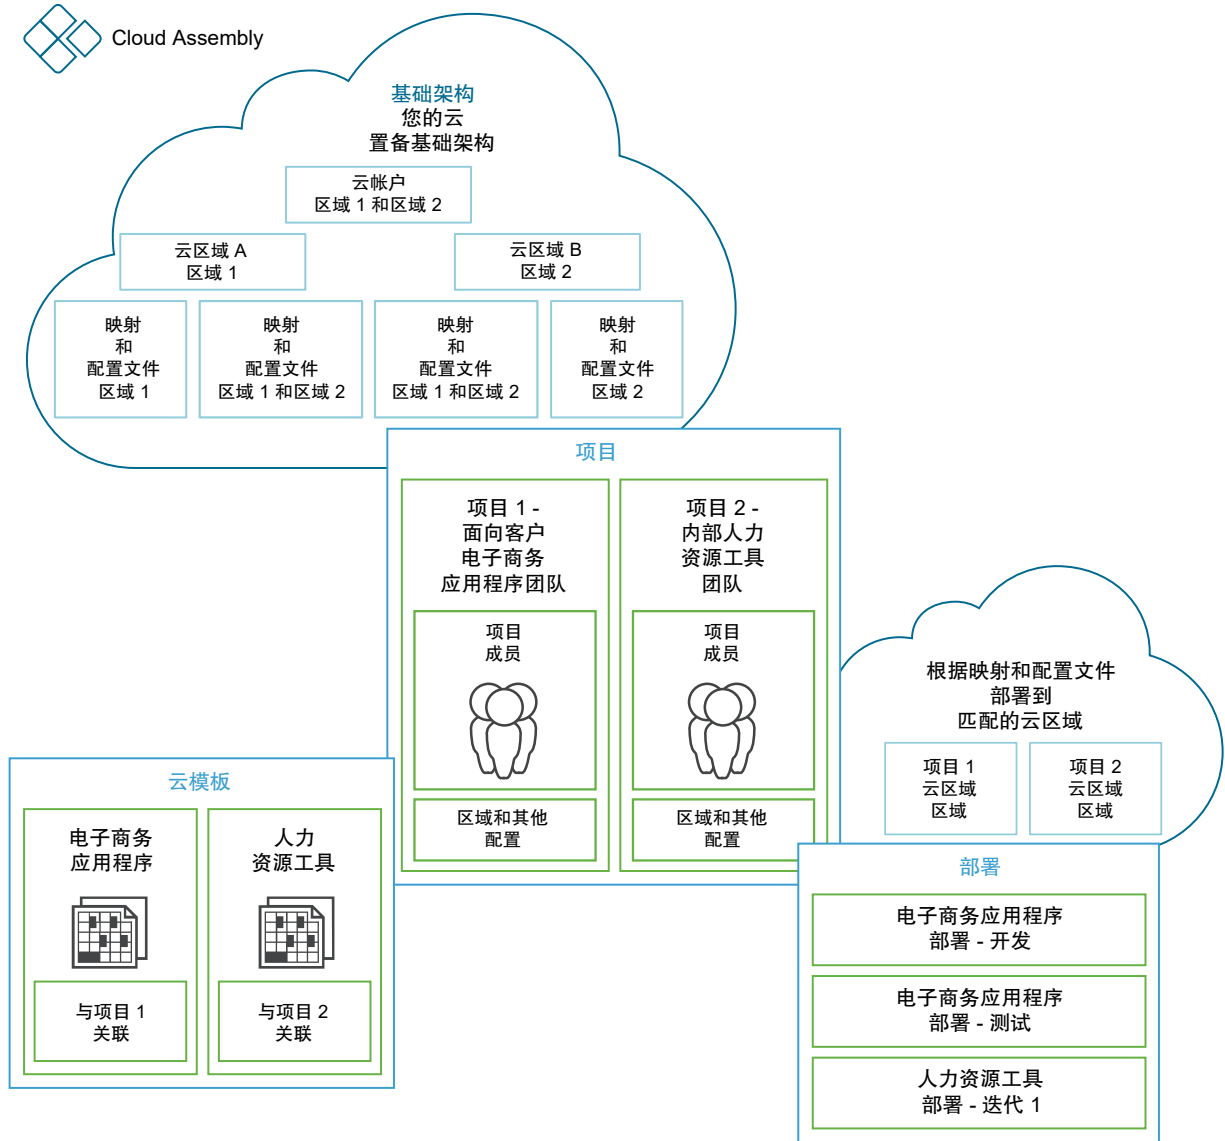 Cloud Assembly
基础架构
您的云
置备基础架构
云帐户
区域 1 和区域 2
云区域 A
区域 1
云区域 B
区域 2
映射
和
配置文件
区域 1
映射
和
配置文件
区域 1 和区域 2
映射
和
配置文件
区域 1 和区域 2
映射
和
配置文件
区域 2
项目
项目 1 -
面向客户
电子商务
应用程序团队
项目
成员
区域和其他
配置
项目 2 -
内部人力
资源工具
团队
项目
成员
区域和其他
配置
云模板
电子商务
应用程序
与项目 1
关联
人力
资源工具
与项目 2
关联
根据映射和配置文件
部署到
匹配的云区域
项目 1
云区域
区域
项目 2
云区域
区域
部署
电子商务应用程序
部署 - 开发
电子商务应用程序
部署 - 测试
人力资源工具
部署 - 迭代 1